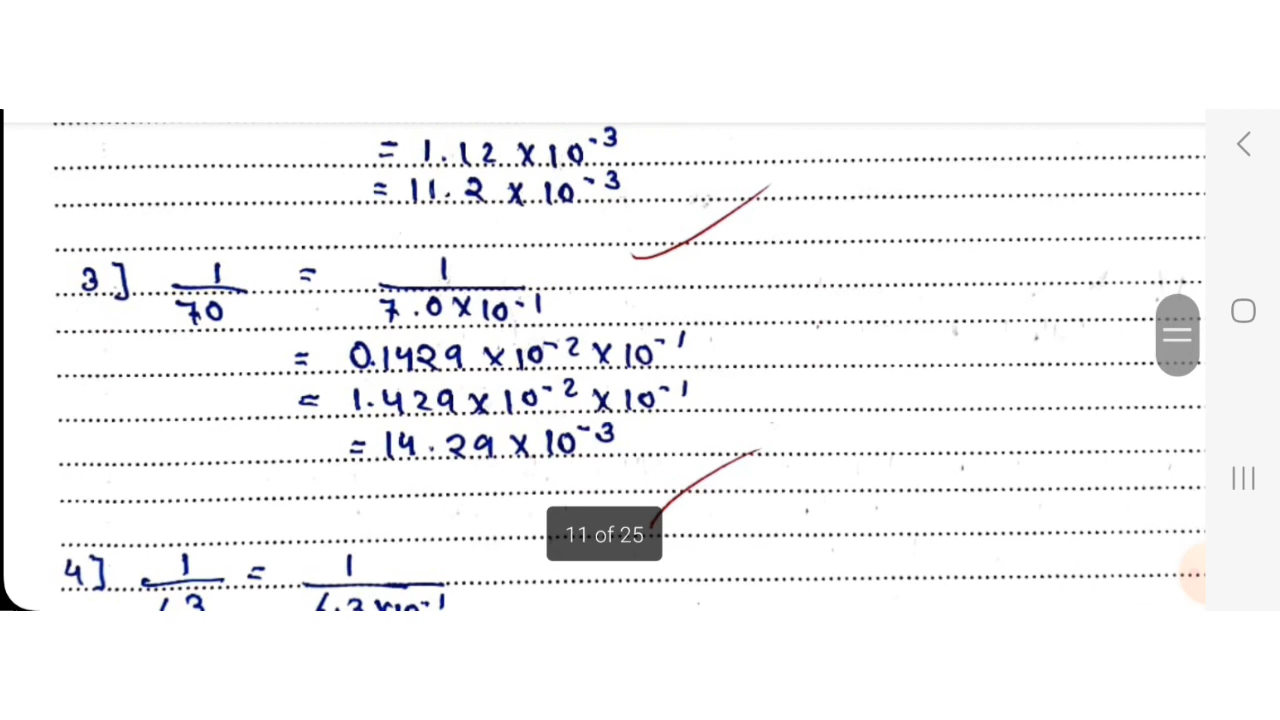 = 1.12 x 10⁻³
= 11.2 x 10⁻³
3] 1/70 = 1/7.0 x 10⁻¹
= 0.1429 x 10⁻² x 10⁻¹
= 1.429 x 10⁻² x 10⁻¹
= 14.29 x 10⁻³
11 of 25
4] 1 = 1